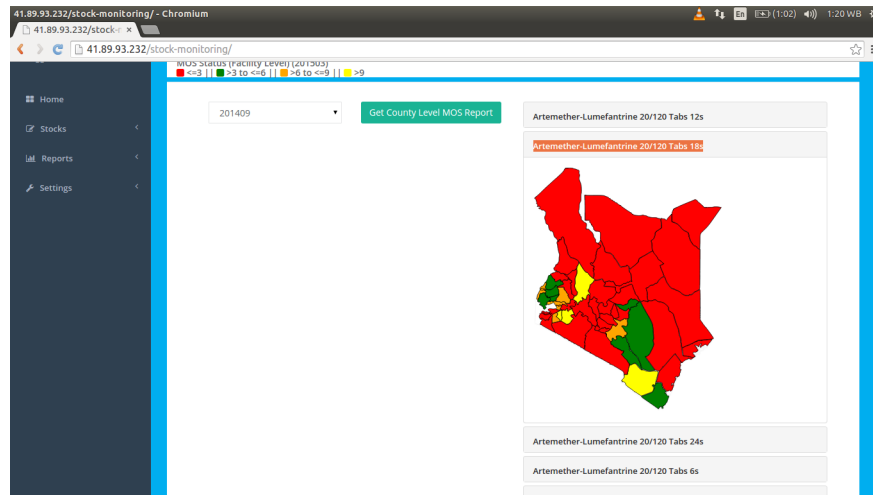 41.89.93.232/stock-monitoring/ - Chromium
En (1:02) 1:20 WB
41.89.93.232/stock-r ×
41.89.93.232/stock-monitoring/
MOS Status (Facility Level) (201503)
<=3 || >3 to <=6 || >6 to <=9 || >9
Home
Stocks
Reports
Settings
201409
Get County Level MOS Report
Artemether-Lumefantrine 20/120 Tabs 12s
Artemether-Lumefantrine 20/120 Tabs 18s
Artemether-Lumefantrine 20/120 Tabs 24s
Artemether-Lumefantrine 20/120 Tabs 6s